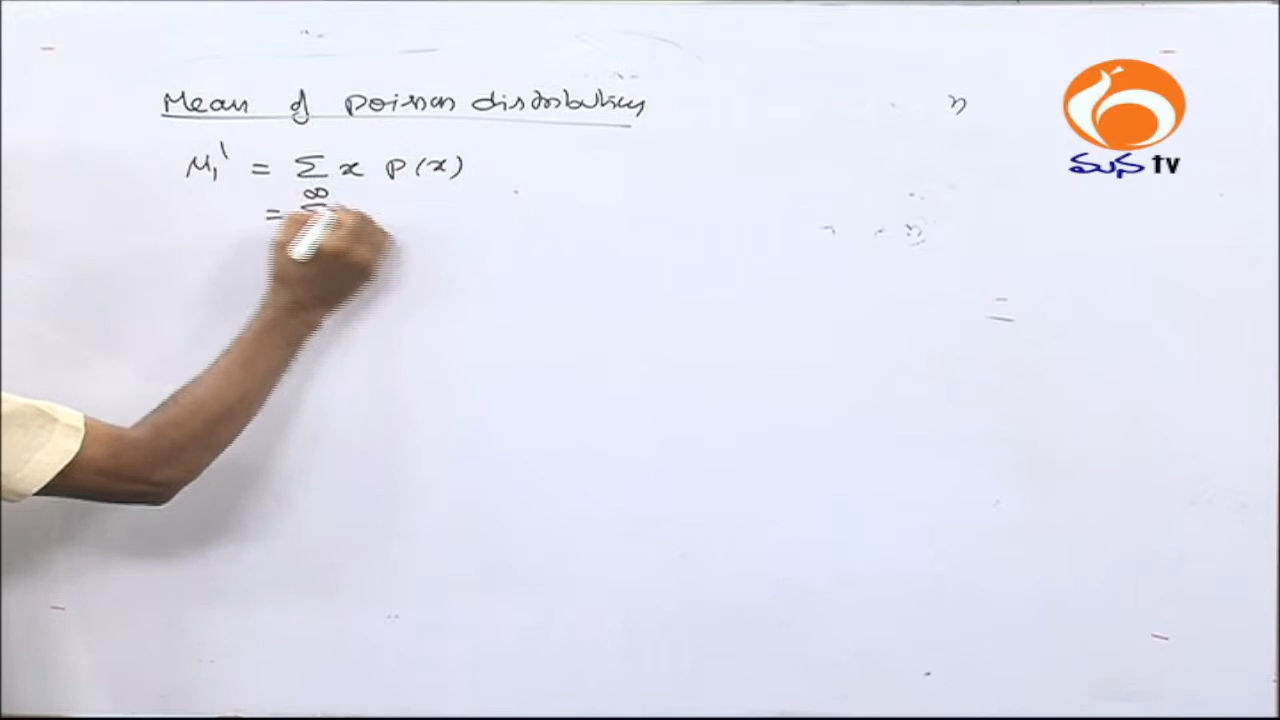 Mean of poisson distribution
μ₁' = Σ x P(x)
= ∞ Σ
n
మన tv